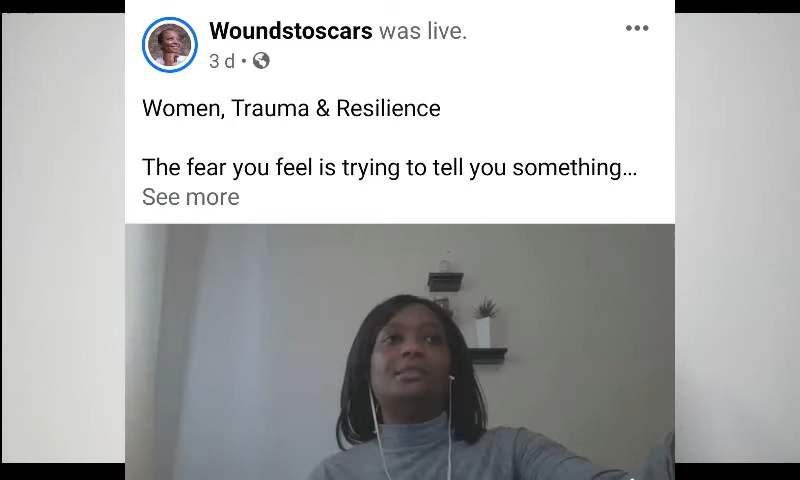 Woundstoscars was live.
3 d •
Women, Trauma & Resilience
The fear you feel is trying to tell you something...
See more